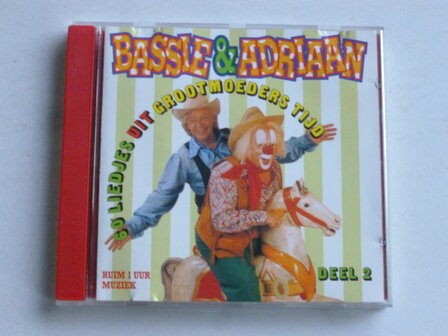 BASSIE & ADRIAAN
60 LIEDJES UIT GROOTMOEDERS TIJD
DEEL 2
RUIM 1 UUR
MUZIEK